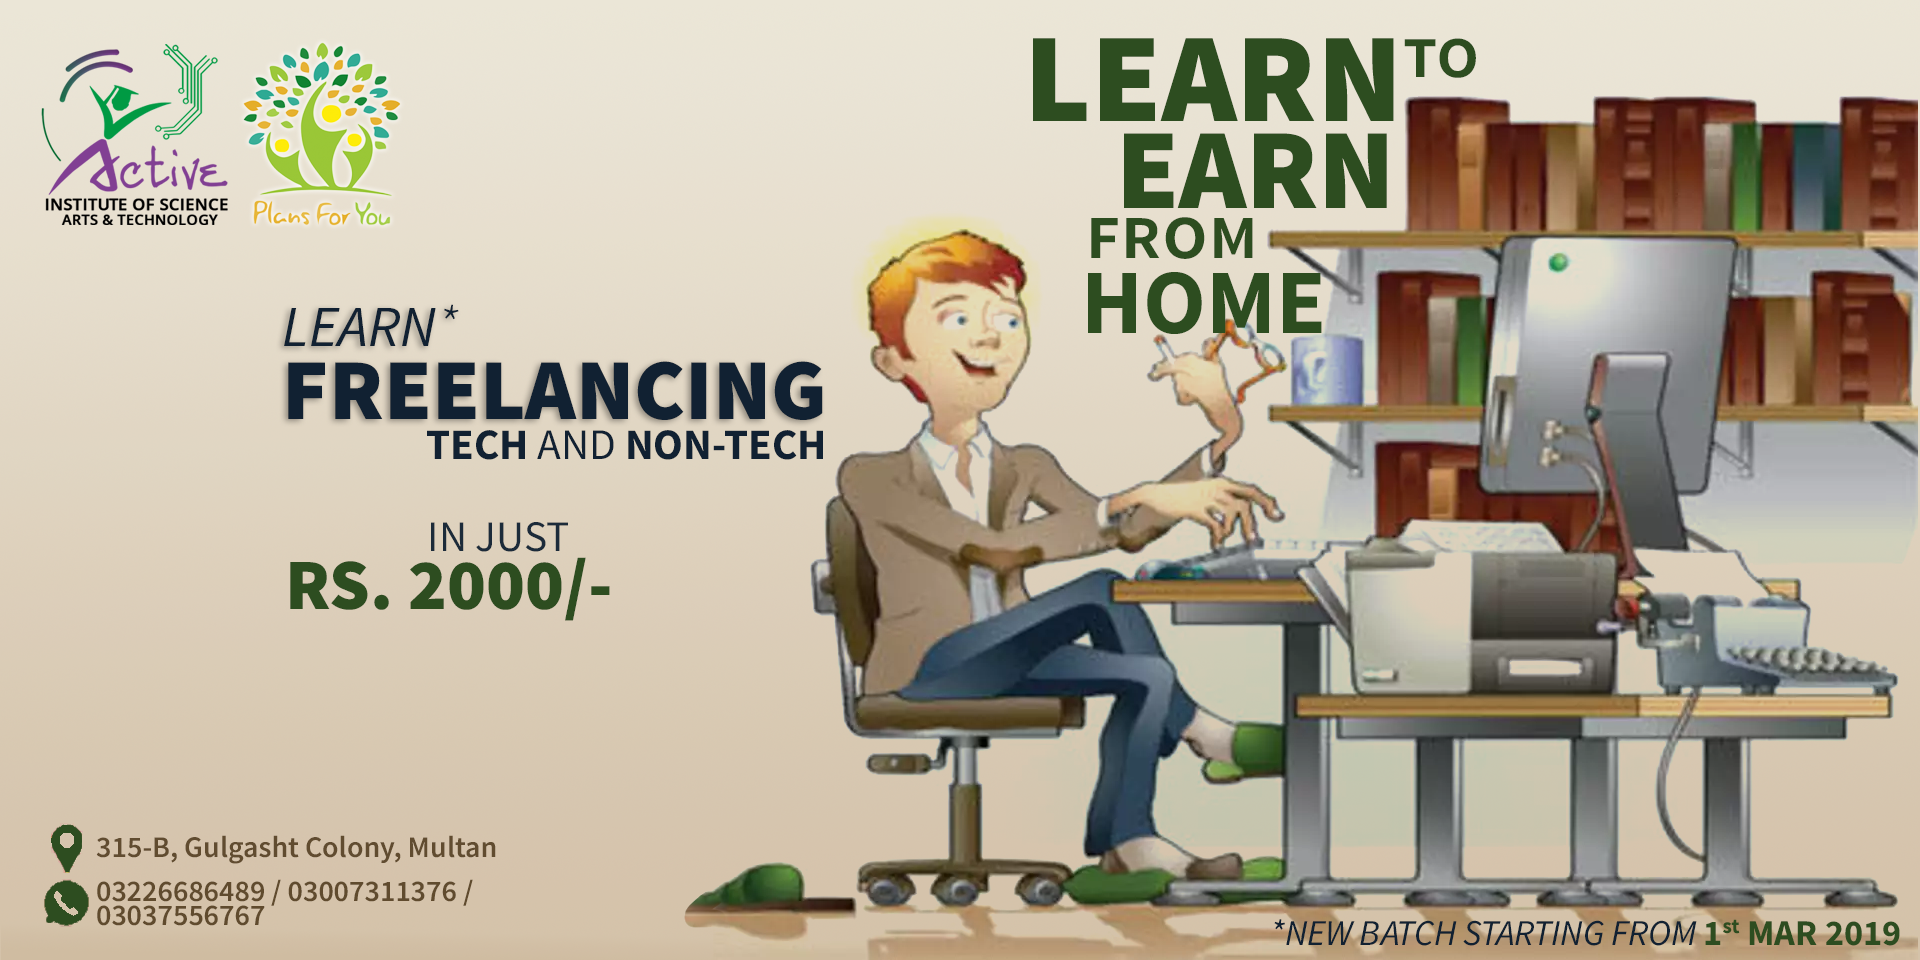 Active
INSTITUTE OF SCIENCE
ARTS & TECHNOLOGY
Plans For You
LEARN TO
EARN
FROM
HOME
LEARN*
FREELANCING
TECH AND NON-TECH
IN JUST
RS. 2000/-
315-B, Gulgasht Colony, Multan
03226686489 / 03007311376 /
03037556767
*NEW BATCH STARTING FROM 1st MAR 2019